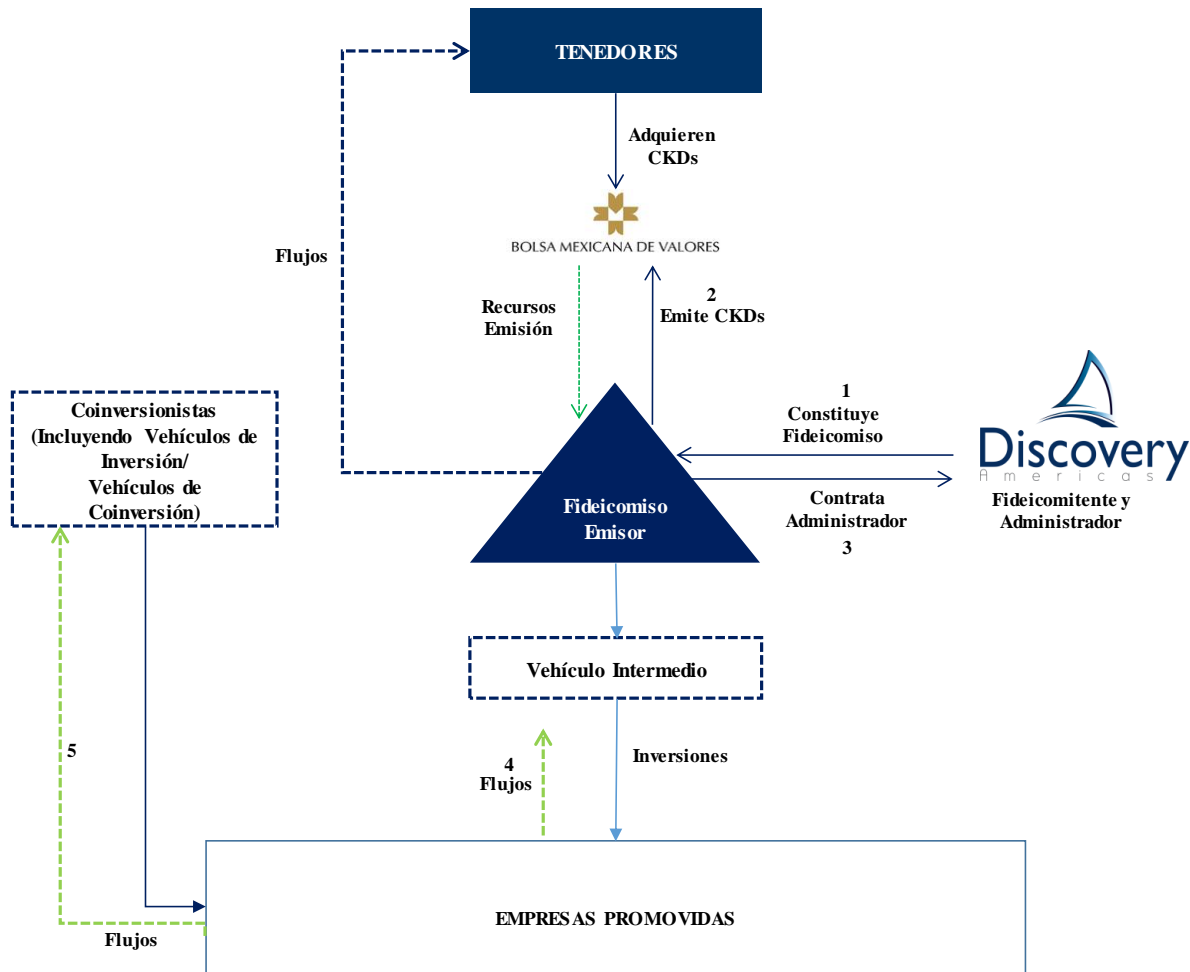 TENEDORES
Adquieren
CKDs
BOLSA MEXICANA DE VALORES
Flujos
2
Emite CKDs
Recursos
Emisión
1
Constituye
Fideicomiso
Discovery
Americas
Fideicomitente y
Administrador
Coinversionistas
(Incluyendo Vehículos de
Inversión/
Vehículos de
Coinversión)
Contrata
Administrador
3
Fideicomiso
Emisor
Vehículo Intermedio
5
4
Flujos
Inversiones
EMPRESAS PROMOVIDAS
Flujos